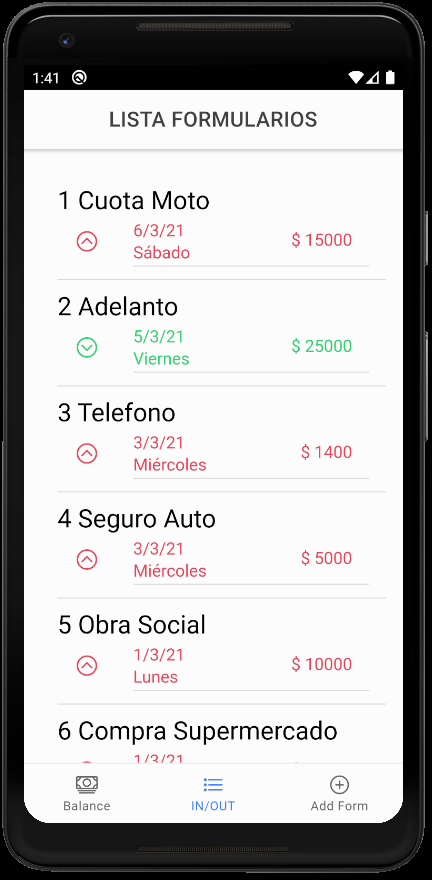 1:41
LISTA FORMULARIOS
1 Cuota Moto
6/3/21
Sábado
$ 15000
2 Adelanto
5/3/21
Viernes
$ 25000
3 Telefono
3/3/21
Miércoles
$ 1400
4 Seguro Auto
3/3/21
Miércoles
$ 5000
5 Obra Social
1/3/21
Lunes
$ 10000
6 Compra Supermercado
1/3/21
Balance
IN/OUT
Add Form